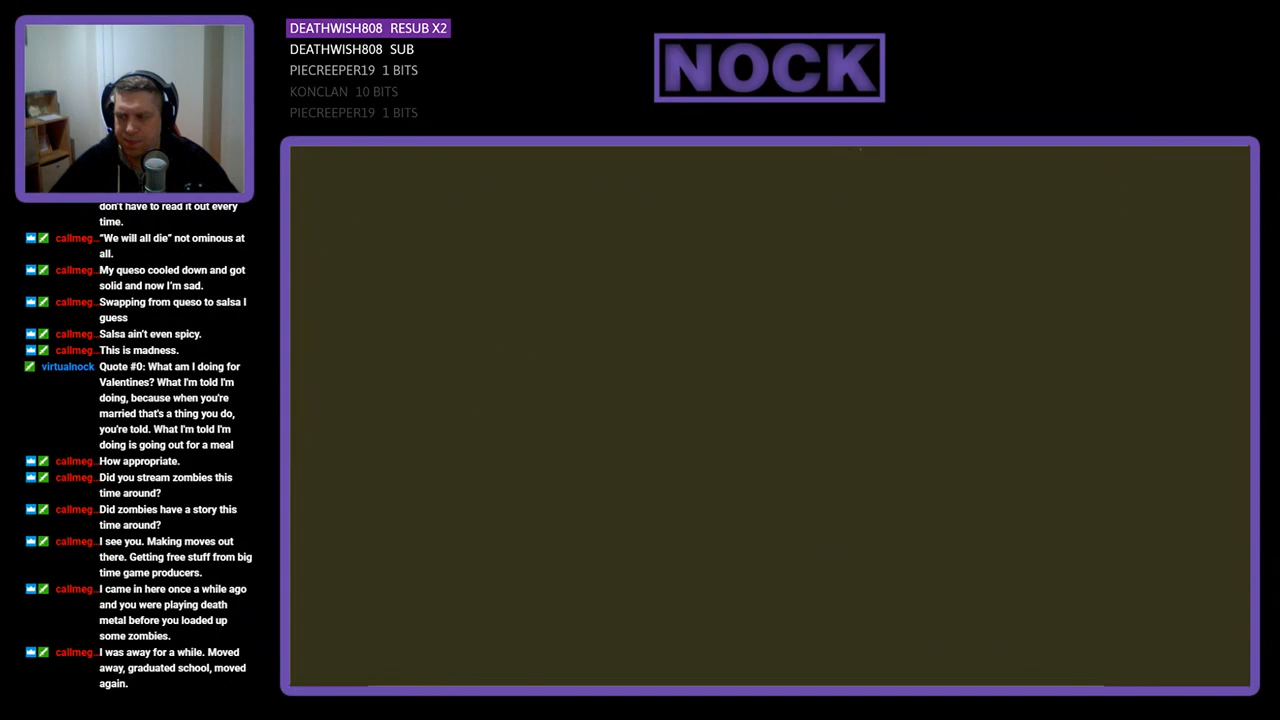 DEATHWISH808 RESUB X2
DEATHWISH808 SUB
PIECREEPER19 1 BITS
KONCLAN 10 BITS
PIECREEPER19 1 BITS
NOCK
don't have to read it out every
time.
callmeg… “We will all die” not ominous at
all.
callmeg… My queso cooled down and got
solid and now I'm sad.
callmeg… Swapping from queso to salsa I
guess
callmeg… Salsa ain't even spicy.
callmeg… This is madness.
virtualnock Quote #0: What am I doing for
Valentines? What I'm told I'm
doing, because when you're
married that's a thing you do,
you're told. What I'm told I'm
doing is going out for a meal
callmeg… How appropriate.
callmeg… Did you stream zombies this
time around?
callmeg… Did zombies have a story this
time around?
callmeg… I see you. Making moves out
there. Getting free stuff from big
time game producers.
callmeg… I came in here once a while ago
and you were playing death
metal before you loaded up
some zombies.
callmeg… I was away for a while. Moved
away, graduated school, moved
again.